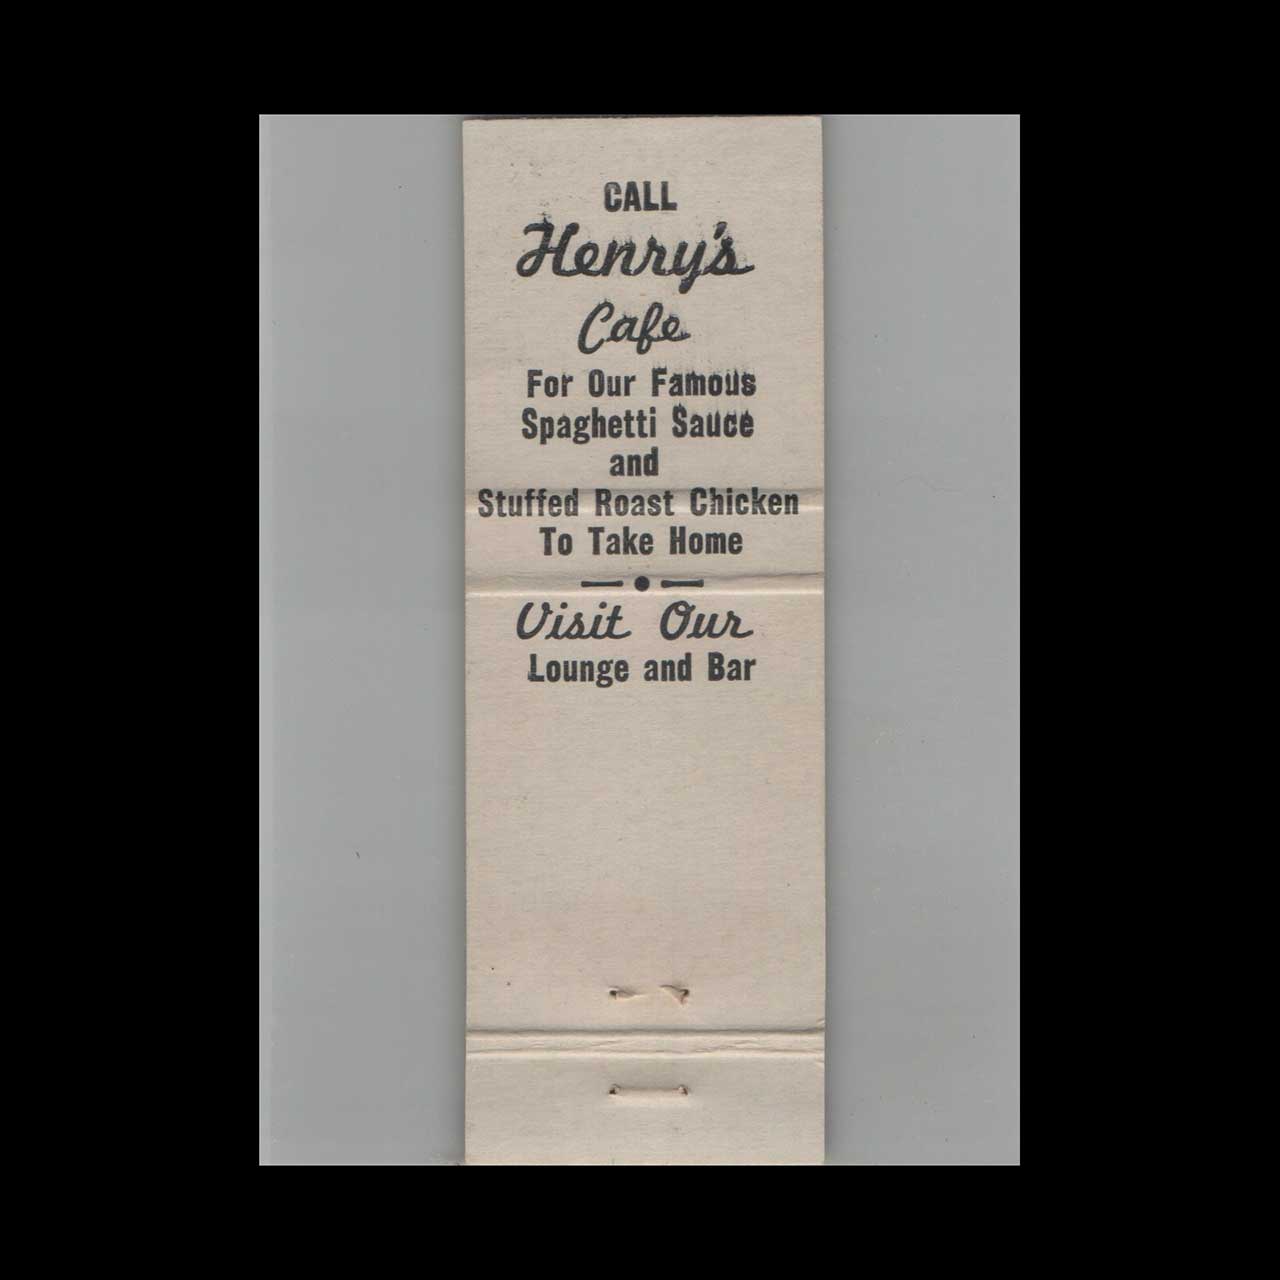 CALL
Henry's
Cafe
For Our Famous
Spaghetti Sauce
and
Stuffed Roast Chicken
To Take Home
Visit Our
Lounge and Bar